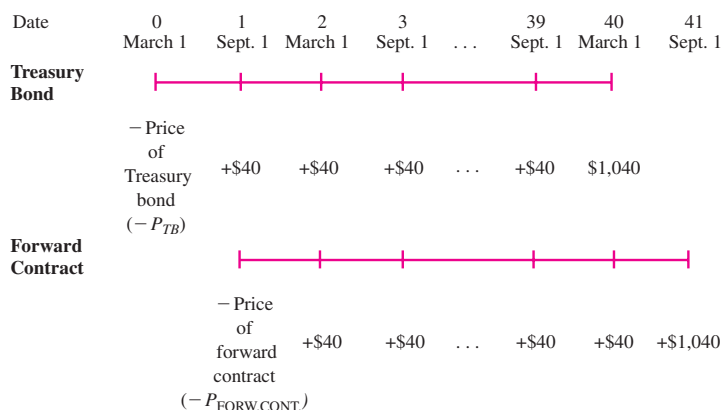 Date 0 1 2 3 39 40 41
March 1 Sept. 1 March 1 Sept. 1 . . . Sept. 1 March 1 Sept. 1
Treasury
Bond
− Price
of
Treasury
bond
(− P_TB)
+$40 +$40 +$40 . . . +$40 $1,040
Forward
Contract
− Price
of
forward
contract
(− P_FORW.CONT.)
+$40 +$40 . . . +$40 +$40 +$1,040